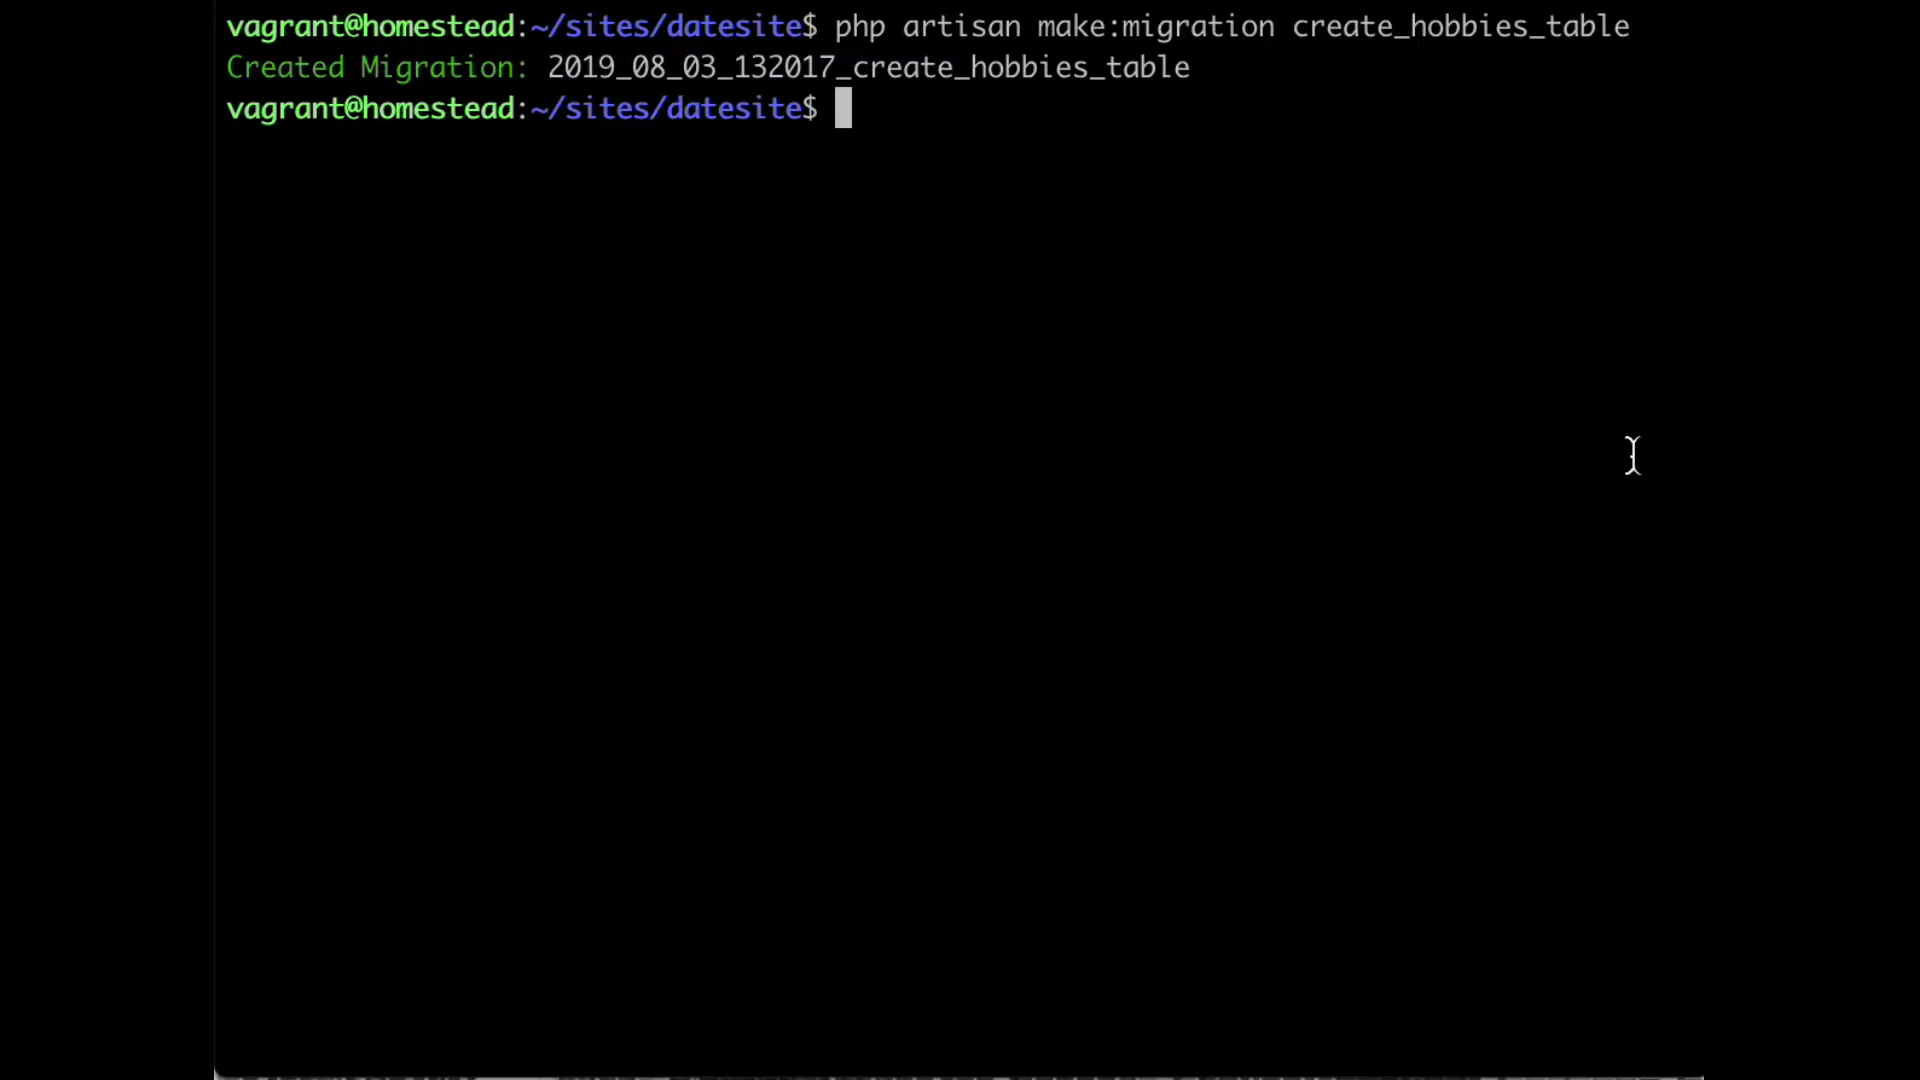 vagrant@homestead:~/sites/datesite$ php artisan make:migration create_hobbies_table
Created Migration: 2019_08_03_132017_create_hobbies_table
vagrant@homestead:~/sites/datesite$